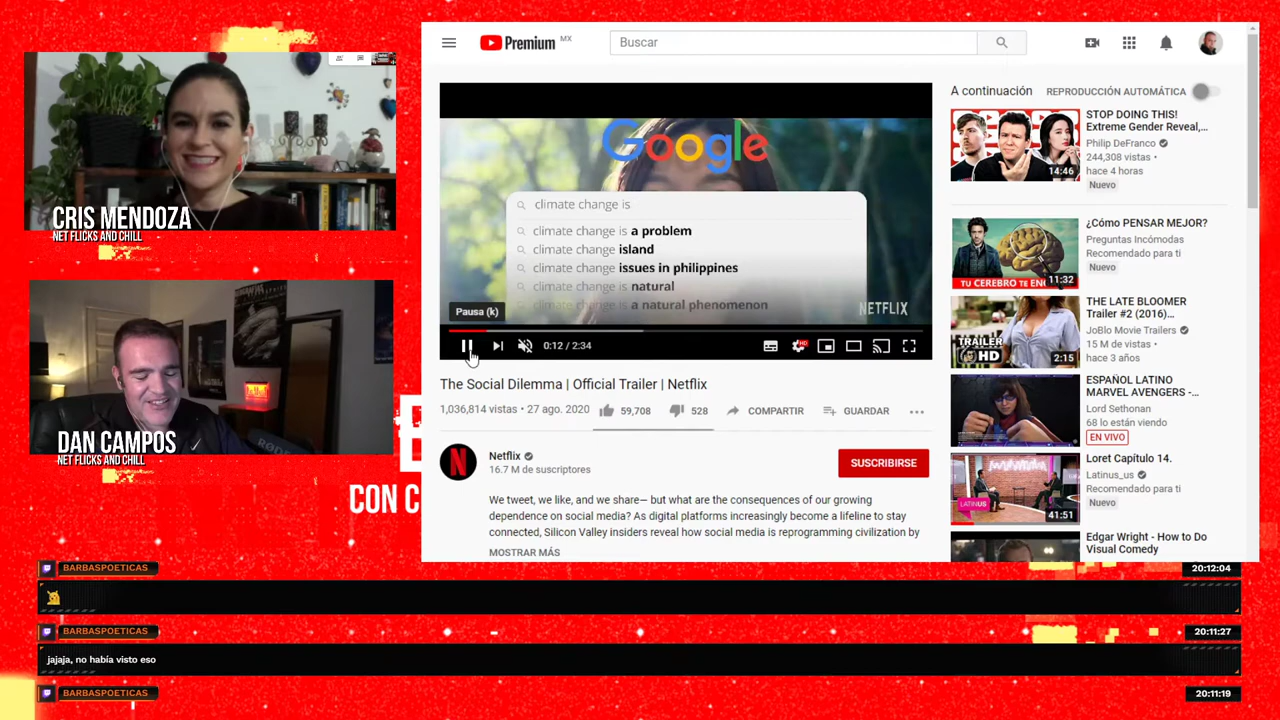 CRIS MENDOZA
NET FLICKS AND CHILL
DAN CAMPOS
NET FLICKS AND CHILL
CON C
Premium MX
Buscar
Google
climate change is
climate change is a problem
climate change island
climate change issues in philippines
climate change is natural
climate change is a natural phenomenon
NETFLIX
Pausa (k)
0:12 / 2:34
HD
The Social Dilemma | Official Trailer | Netflix
1,036,814 vistas • 27 ago. 2020
59,708
528
COMPARTIR
GUARDAR
N
Netflix
16.7 M de suscriptores
SUSCRIBIRSE
We tweet, we like, and we share— but what are the consequences of our growing
dependence on social media? As digital platforms increasingly become a lifeline to stay
connected, Silicon Valley insiders reveal how social media is reprogramming civilization by
MOSTRAR MÁS
A continuación
REPRODUCCIÓN AUTOMÁTICA
14:46
STOP DOING THIS!
Extreme Gender Reveal,...
Philip DeFranco
244,308 vistas •
hace 4 horas
Nuevo
TU CEREBRO TE EN
11:32
¿Cómo PENSAR MEJOR?
Preguntas Incómodas
Recomendado para ti
Nuevo
TRAILER
HD
2:15
THE LATE BLOOMER
Trailer #2 (2016)...
JoBlo Movie Trailers
15 M de vistas •
hace 3 años
ESPAÑOL LATINO
MARVEL AVENGERS -...
Lord Sethonan
68 lo están viendo
EN VIVO
LATINUS
41:51
Loret Capítulo 14.
Latinus_us
Recomendado para ti
Nuevo
Edgar Wright - How to Do
Visual Comedy
BARBASPOETICAS
20:12:04
BARBASPOETICAS
20:11:27
jajaja, no había visto eso
BARBASPOETICAS
20:11:19